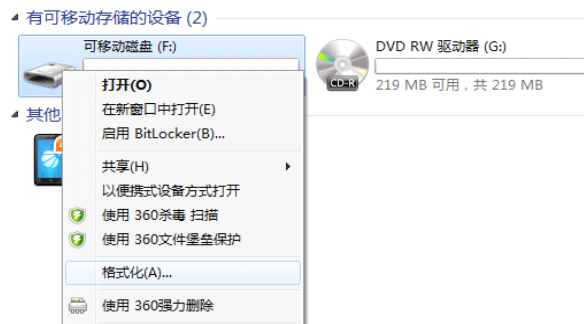 有可移动存储的设备 (2)
可移动磁盘 (F:)
DVD RW 驱动器 (G:)
CD-R
219 MB 可用，共 219 MB
其他
打开(O)
在新窗口中打开(E)
启用 BitLocker(B)...
共享(H)
以便携式设备方式打开
使用 360杀毒 扫描
使用 360文件堡垒保护
格式化(A)...
使用 360强力删除